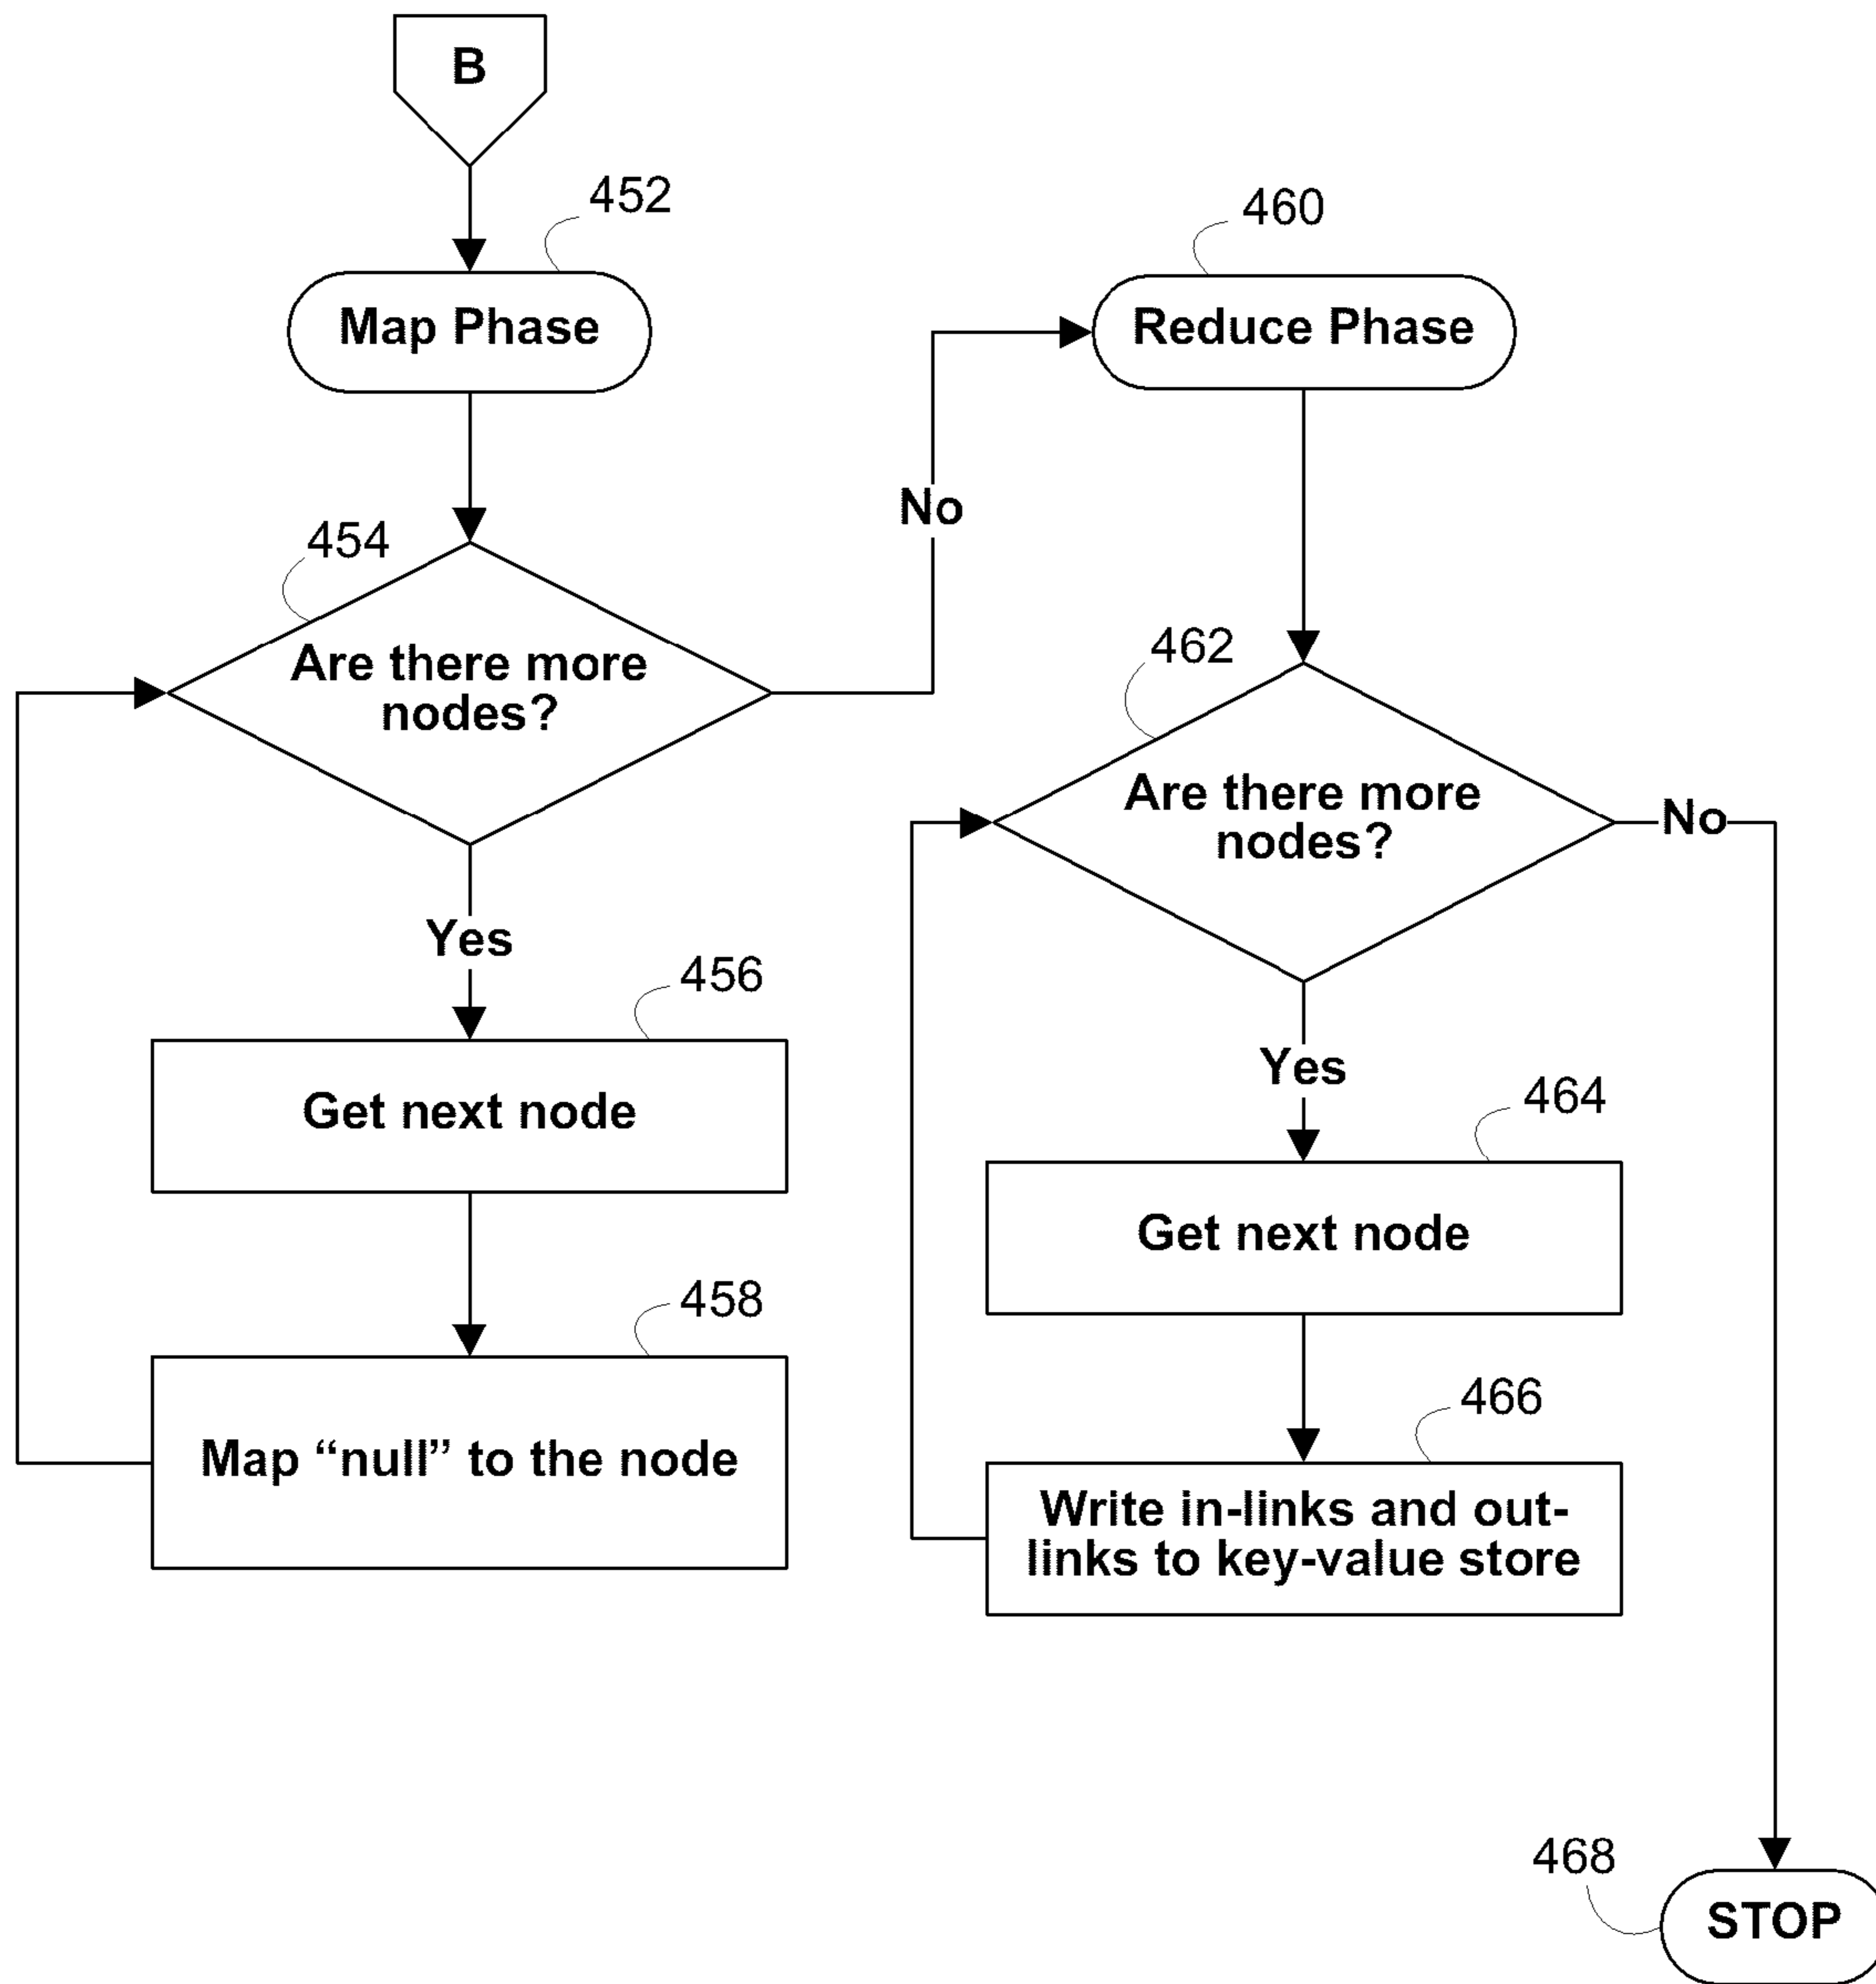 B
452
Map Phase
454
Are there more
nodes?
Yes
456
Get next node
458
Map “null” to the node
No
460
Reduce Phase
462
Are there more
nodes?
No
Yes
464
Get next node
466
Write in-links and out-
links to key-value store
468
STOP